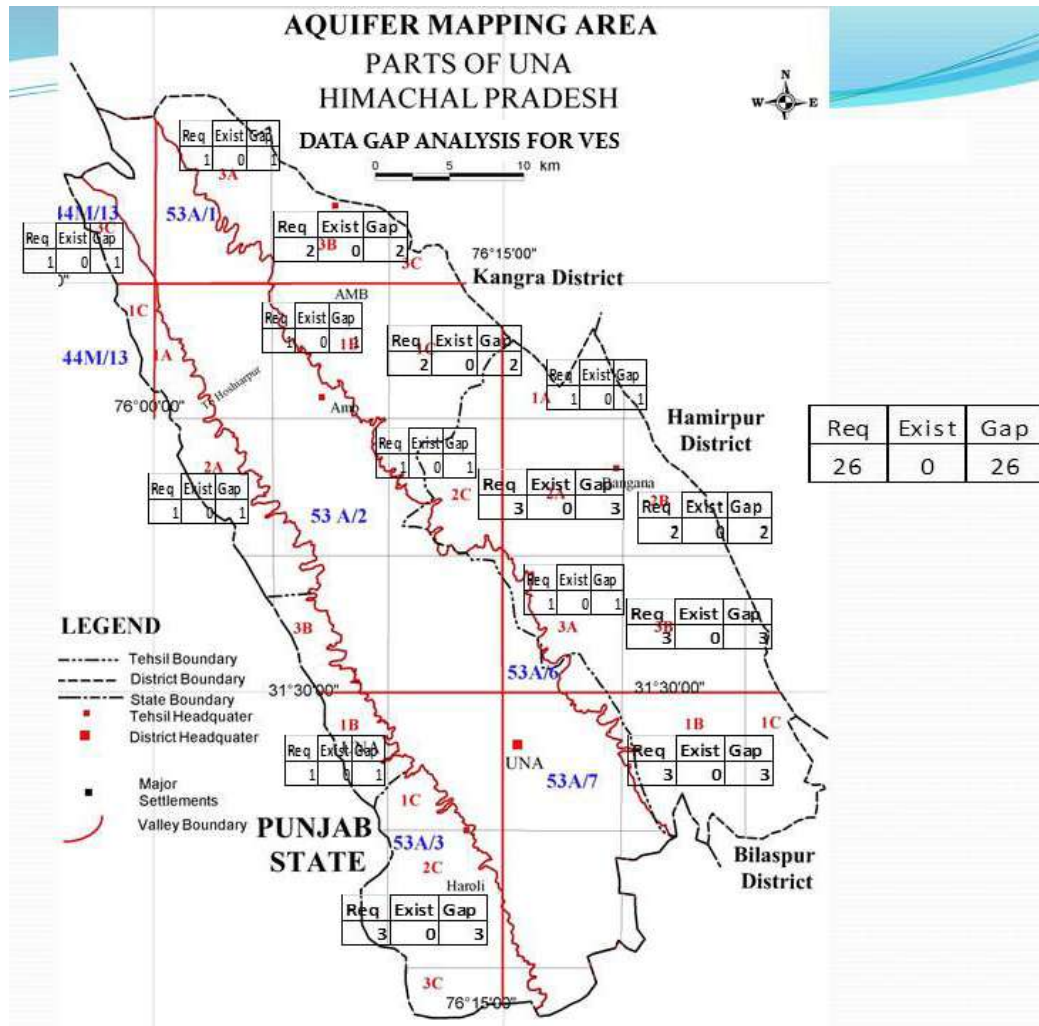 AQUIFER MAPPING AREA
PARTS OF UNA
HIMACHAL PRADESH
DATA GAP ANALYSIS FOR VES
N
W E
0 5 10 km
Req Exist Gap
1 0 1
3A
44M/13
53A/1
3C
Req Exist Gap
1 0 1
Req Exist Gap
3B
2 0 2
3C
76°15'00"
Kangra District
AMB
1C
Req Exist Gap
1B
1 0 1
Req Exist Gap
1C
2 0 2
44M/13
1A
To Hoshiarpur
76°00'00"
Amb
Req Exist Gap
1A
1 0 1
Hamirpur
District
Req Exist Gap
26 0 26
Req Exist Gap
1 0 1
2A
Req Exist Gap
1 0 1
2C
Req Exist Gap
2A
3 0 3
Bangana
2B
Req Exist Gap
2 0 2
53 A/2
Req Exist Gap
1 0 1
3A
Req Exist Gap
3B
3 0 3
3B
LEGEND
Tehsil Boundary
District Boundary
State Boundary
Tehsil Headquater
District Headquater
Major
Settlements
Valley Boundary
53A/6
31°30'00"
31°30'00"
1B
1B
1C
Req Exist Gap
1 0 1
UNA
53A/7
Req Exist Gap
3 0 3
1C
PUNJAB
STATE
53A/3
2C
Haroli
Bilaspur
District
Req Exist Gap
3 0 3
3C
76°15'00"